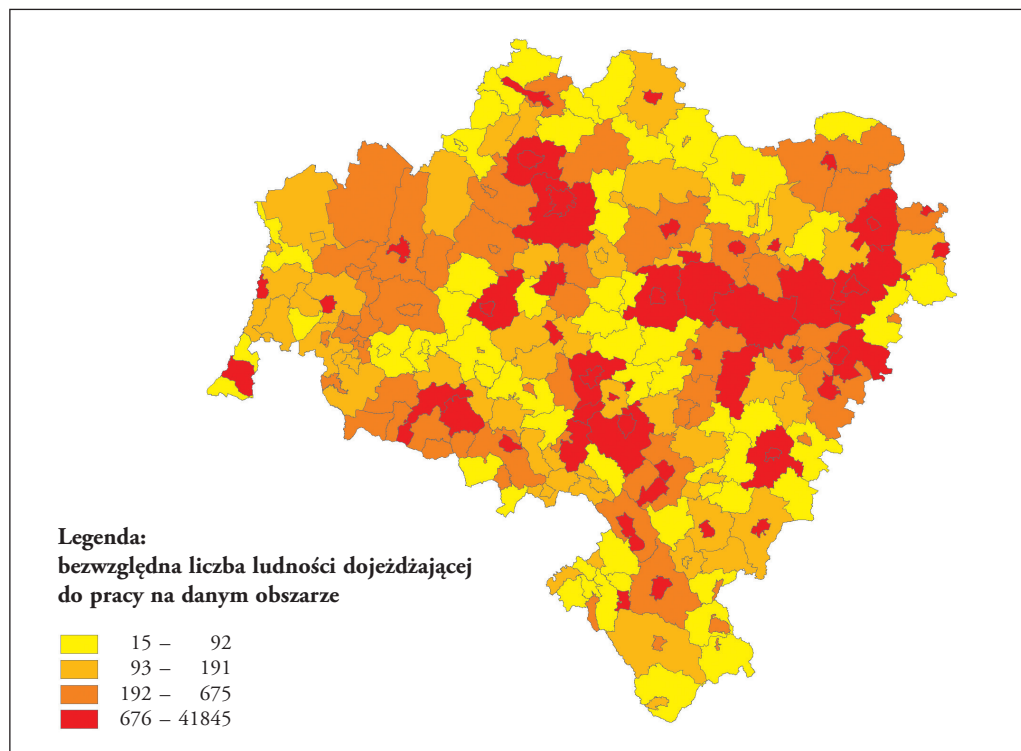 Legenda:
bezwzględna liczba ludności dojeżdżającej
do pracy na danym obszarze
15 – 92
93 – 191
192 – 675
676 – 41845